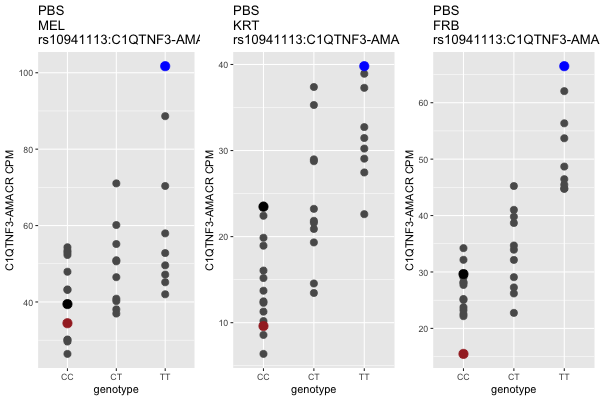 PBS
MEL
rs10941113:C1QTNF3-AMA
C1QTNF3-AMACR CPM
100
80
60
40
CC CT TT
genotype
PBS
KRT
rs10941113:C1QTNF3-AMA
C1QTNF3-AMACR CPM
40
30
20
10
CC CT TT
genotype
PBS
FRB
rs10941113:C1QTNF3-AMA
C1QTNF3-AMACR CPM
60
50
40
30
20
CC CT TT
genotype